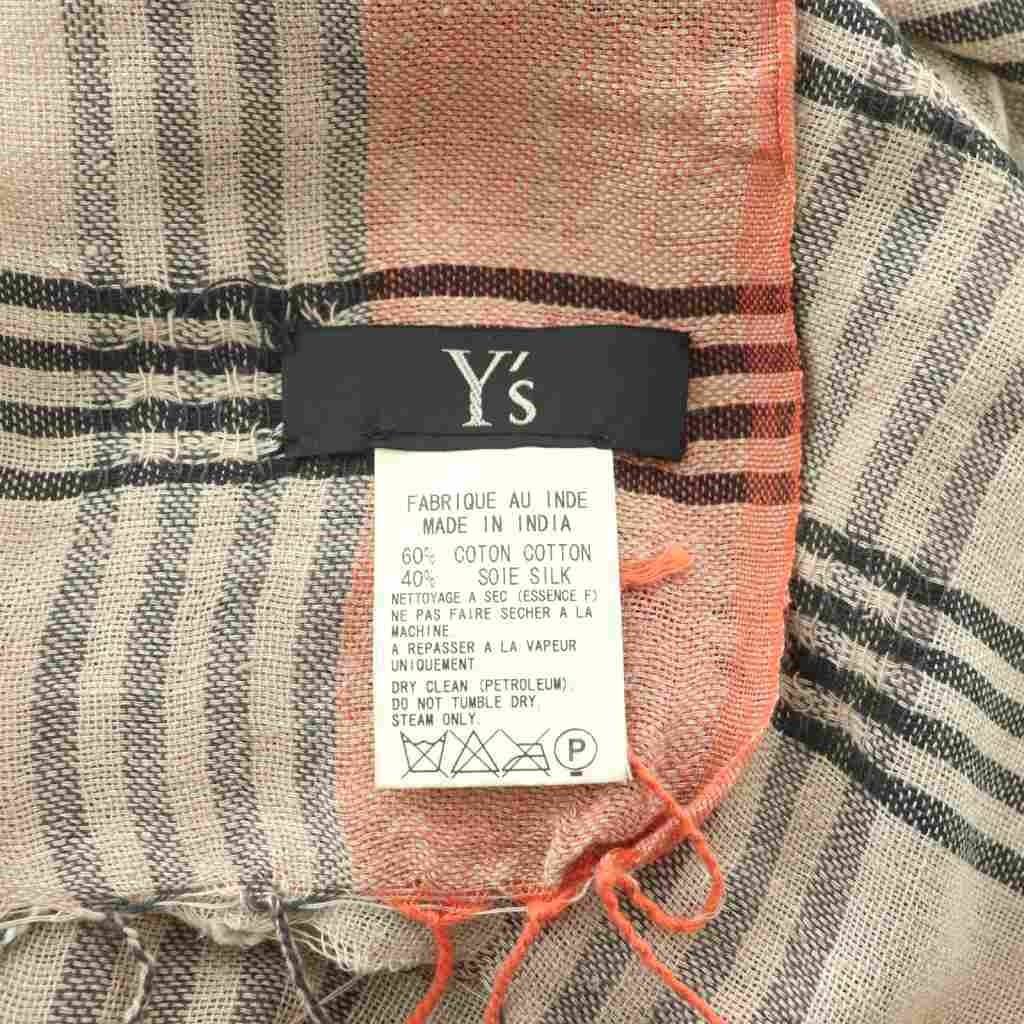 Y's
FABRIQUE AU INDE
MADE IN INDIA
60% COTON COTTON
40% SOIE SILK
NETTOYAGE A SEC (ESSENCE F)
NE PAS FAIRE SECHER A LA
MACHINE.
A REPASSER A LA VAPEUR
UNIQUEMENT
DRY CLEAN (PETROLEUM).
DO NOT TUMBLE DRY.
STEAM ONLY.
P